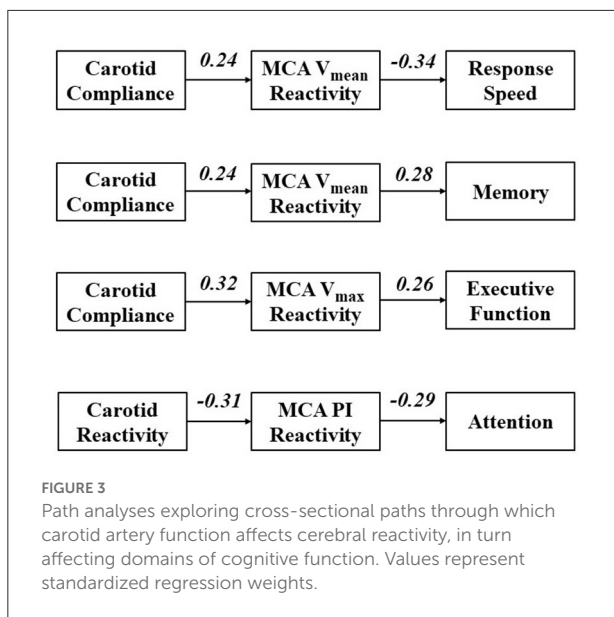 0.24 -0.34
Carotid Compliance MCA Vmean Reactivity Response Speed
0.24 0.28
Carotid Compliance MCA Vmean Reactivity Memory
0.32 0.26
Carotid Compliance MCA Vmax Reactivity Executive Function
-0.31 -0.29
Carotid Reactivity MCA PI Reactivity Attention
FIGURE 3
Path analyses exploring cross-sectional paths through which
carotid artery function affects cerebral reactivity, in turn
affecting domains of cognitive function. Values represent
standardized regression weights.